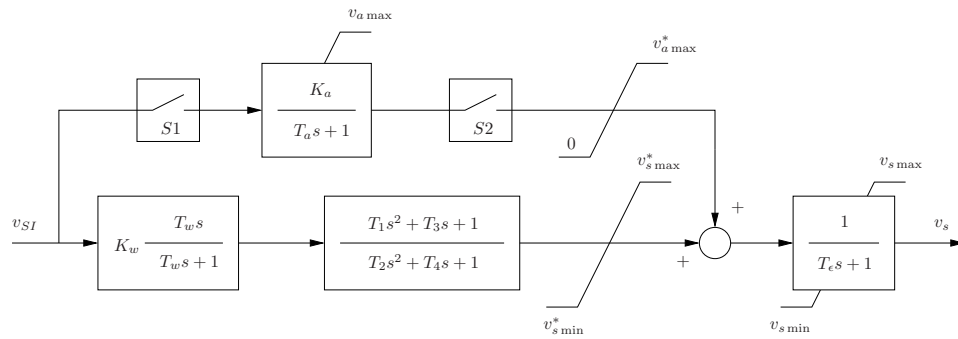 v_{a max}
v^*_{a max}
K_a
T_a s + 1
S1
S2
0
v^*_{s max}
v_{s max}
v_{SI}
K_w
T_w s
T_w s + 1
T_1 s^2 + T_3 s + 1
T_2 s^2 + T_4 s + 1
+
+
1
T_ϵ s + 1
v_s
v^*_{s min}
v_{s min}